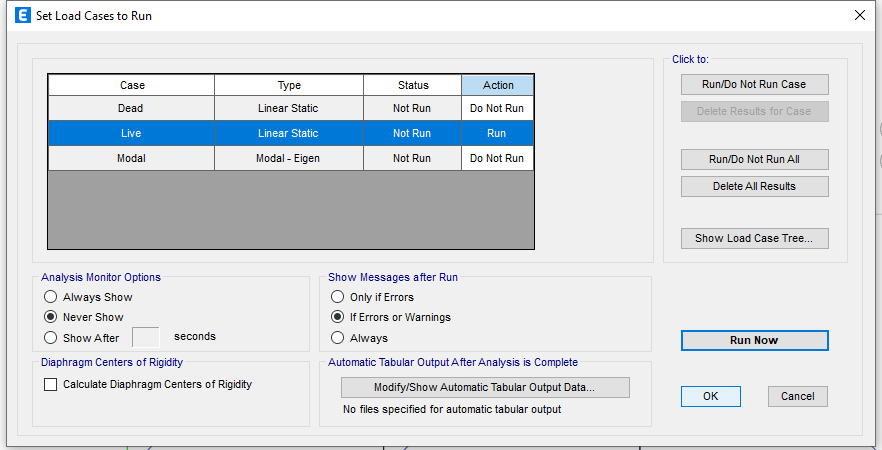 E Set Load Cases to Run
Case Type Status Action
Dead Linear Static Not Run Do Not Run
Live Linear Static Not Run Run
Modal Modal - Eigen Not Run Do Not Run
Click to:
Run/Do Not Run Case
Delete Results for Case
Run/Do Not Run All
Delete All Results
Show Load Case Tree...
Analysis Monitor Options
Always Show
Never Show
Show After seconds
Show Messages after Run
Only if Errors
If Errors or Warnings
Always
Diaphragm Centers of Rigidity
Calculate Diaphragm Centers of Rigidity
Automatic Tabular Output After Analysis is Complete
Modify/Show Automatic Tabular Output Data...
No files specified for automatic tabular output
Run Now
OK Cancel